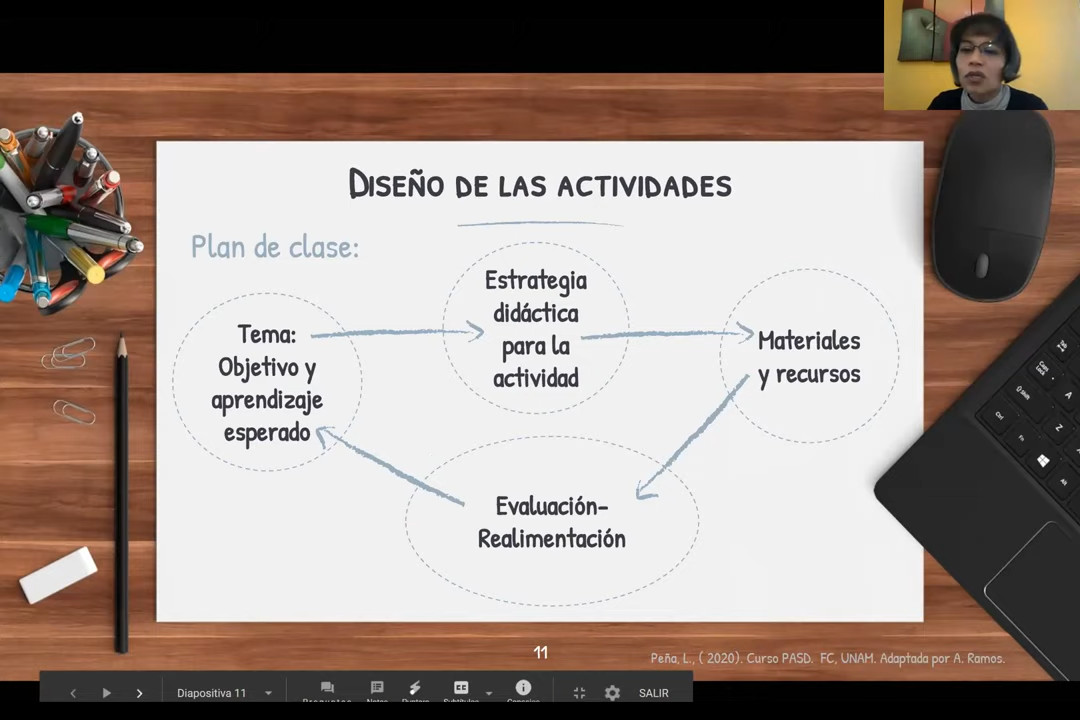 Diseño de las actividades
Plan de clase:
Tema:
Objetivo y
aprendizaje
esperado
Estrategia
didáctica
para la
actividad
Materiales
y recursos
Evaluación-
Realimentación
11
Peña, L., ( 2020). Curso PASD. FC, UNAM. Adaptada por A. Ramos.
Diapositiva 11
SALIR